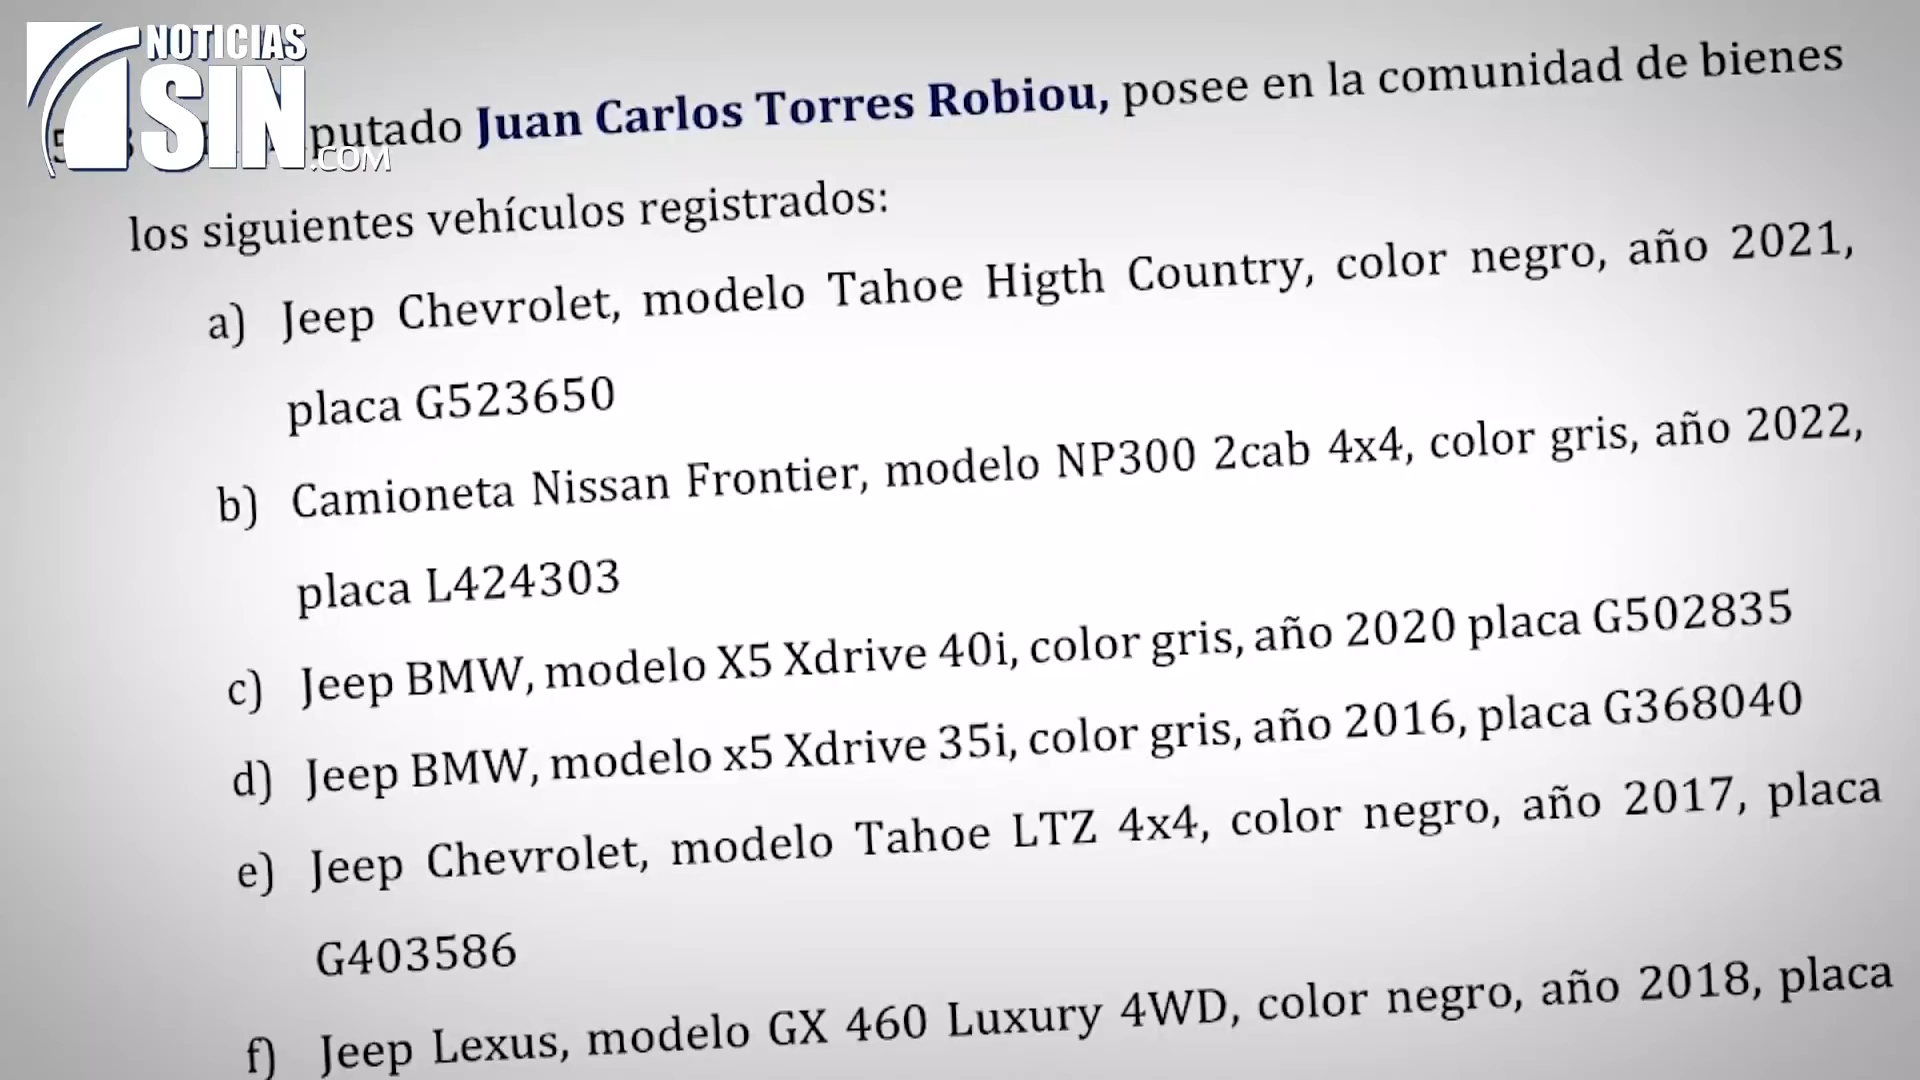 NOTICIAS
SIN
.COM
putado Juan Carlos Torres Robiou, posee en la comunidad de bienes
los siguientes vehículos registrados:
a) Jeep Chevrolet, modelo Tahoe Higth Country, color negro, año 2021,
placa G523650
b) Camioneta Nissan Frontier, modelo NP300 2cab 4x4, color gris, año 2022,
placa L424303
c) Jeep BMW, modelo X5 Xdrive 40i, color gris, año 2020 placa G502835
d) Jeep BMW, modelo x5 Xdrive 35i, color gris, año 2016, placa G368040
e) Jeep Chevrolet, modelo Tahoe LTZ 4x4, color negro, año 2017, placa
G403586
f) Jeep Lexus, modelo GX 460 Luxury 4WD, color negro, año 2018, placa